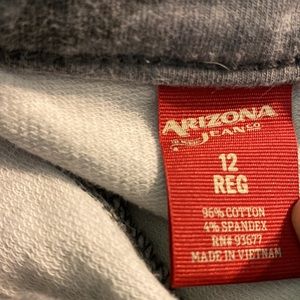 ARIZONA
JEAN CO
12
REG
96% COTTON
4% SPANDEX
RN# 93677
MADE IN VIETNAM